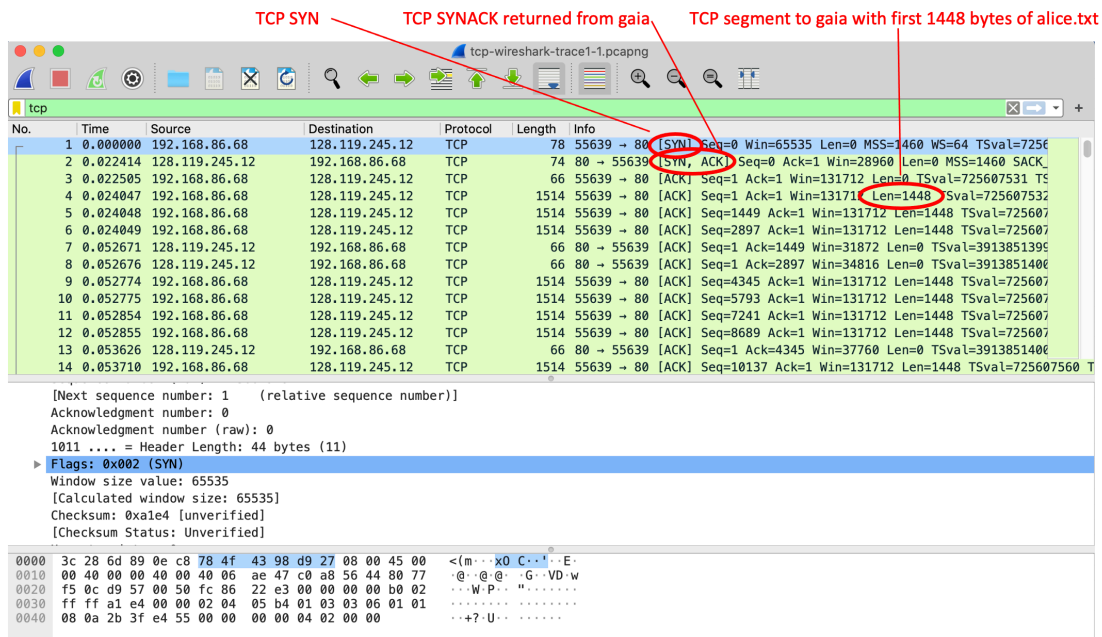 TCP SYN TCP SYNACK returned from gaia TCP segment to gaia with first 1448 bytes of alice.txt
tcp-wireshark-trace1-1.pcapng
tcp
No. Time Source Destination Protocol Length Info
1 0.000000 192.168.86.68 128.119.245.12 TCP 78 55639 → 80 [SYN] Seq=0 Win=65535 Len=0 MSS=1460 WS=64 TSval=7256
2 0.022414 128.119.245.12 192.168.86.68 TCP 74 80 → 55639 [SYN, ACK] Seq=0 Ack=1 Win=28960 Len=0 MSS=1460 SACK_
3 0.022505 192.168.86.68 128.119.245.12 TCP 66 55639 → 80 [ACK] Seq=1 Ack=1 Win=131712 Len=0 TSval=725607531 TS
4 0.024047 192.168.86.68 128.119.245.12 TCP 1514 55639 → 80 [ACK] Seq=1 Ack=1 Win=131712 Len=1448 TSval=725607532
5 0.024048 192.168.86.68 128.119.245.12 TCP 1514 55639 → 80 [ACK] Seq=1449 Ack=1 Win=131712 Len=1448 TSval=725607
6 0.024049 192.168.86.68 128.119.245.12 TCP 1514 55639 → 80 [ACK] Seq=2897 Ack=1 Win=131712 Len=1448 TSval=725607
7 0.052671 128.119.245.12 192.168.86.68 TCP 66 80 → 55639 [ACK] Seq=1 Ack=1449 Win=31872 Len=0 TSval=3913851399
8 0.052676 128.119.245.12 192.168.86.68 TCP 66 80 → 55639 [ACK] Seq=1 Ack=2897 Win=34816 Len=0 TSval=3913851400
9 0.052774 192.168.86.68 128.119.245.12 TCP 1514 55639 → 80 [ACK] Seq=4345 Ack=1 Win=131712 Len=1448 TSval=725607
10 0.052775 192.168.86.68 128.119.245.12 TCP 1514 55639 → 80 [ACK] Seq=5793 Ack=1 Win=131712 Len=1448 TSval=725607
11 0.052854 192.168.86.68 128.119.245.12 TCP 1514 55639 → 80 [ACK] Seq=7241 Ack=1 Win=131712 Len=1448 TSval=725607
12 0.052855 192.168.86.68 128.119.245.12 TCP 1514 55639 → 80 [ACK] Seq=8689 Ack=1 Win=131712 Len=1448 TSval=725607
13 0.053626 128.119.245.12 192.168.86.68 TCP 66 80 → 55639 [ACK] Seq=1 Ack=4345 Win=37760 Len=0 TSval=3913851400
14 0.053710 192.168.86.68 128.119.245.12 TCP 1514 55639 → 80 [ACK] Seq=10137 Ack=1 Win=131712 Len=1448 TSval=725607560 T
[Next sequence number: 1 (relative sequence number)]
Acknowledgment number: 0
Acknowledgment number (raw): 0
1011 .... = Header Length: 44 bytes (11)
Flags: 0x002 (SYN)
Window size value: 65535
[Calculated window size: 65535]
Checksum: 0xa1e4 [unverified]
[Checksum Status: Unverified]
0000 3c 28 6d 89 0e c8 78 4f 43 98 d9 27 08 00 45 00 <(m···xO C··'··E·
0010 00 40 00 00 40 00 40 06 ae 47 c0 a8 56 44 80 77 ·@··@·@· ·G··VD·w
0020 f5 0c d9 57 00 50 fc 86 22 e3 00 00 00 00 b0 02 ···W·P·· "·······
0030 ff ff a1 e4 00 00 02 04 05 b4 01 03 03 06 01 01 ········ ········
0040 08 0a 2b 3f e4 55 00 00 00 00 04 02 00 00 ··+?·U·· ······